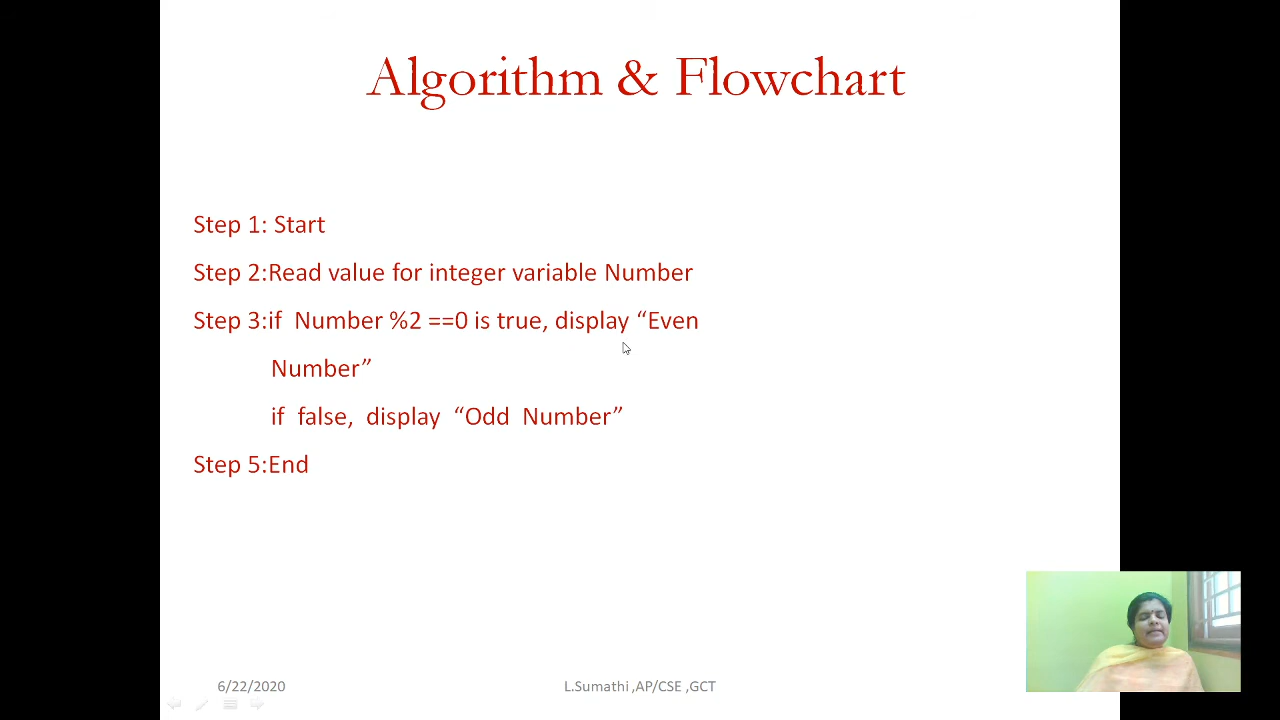 Algorithm & Flowchart
Step 1: Start
Step 2:Read value for integer variable Number
Step 3:if Number %2 ==0 is true, display “Even
Number”
if false, display “Odd Number”
Step 5:End
6/22/2020
L.Sumathi ,AP/CSE ,GCT